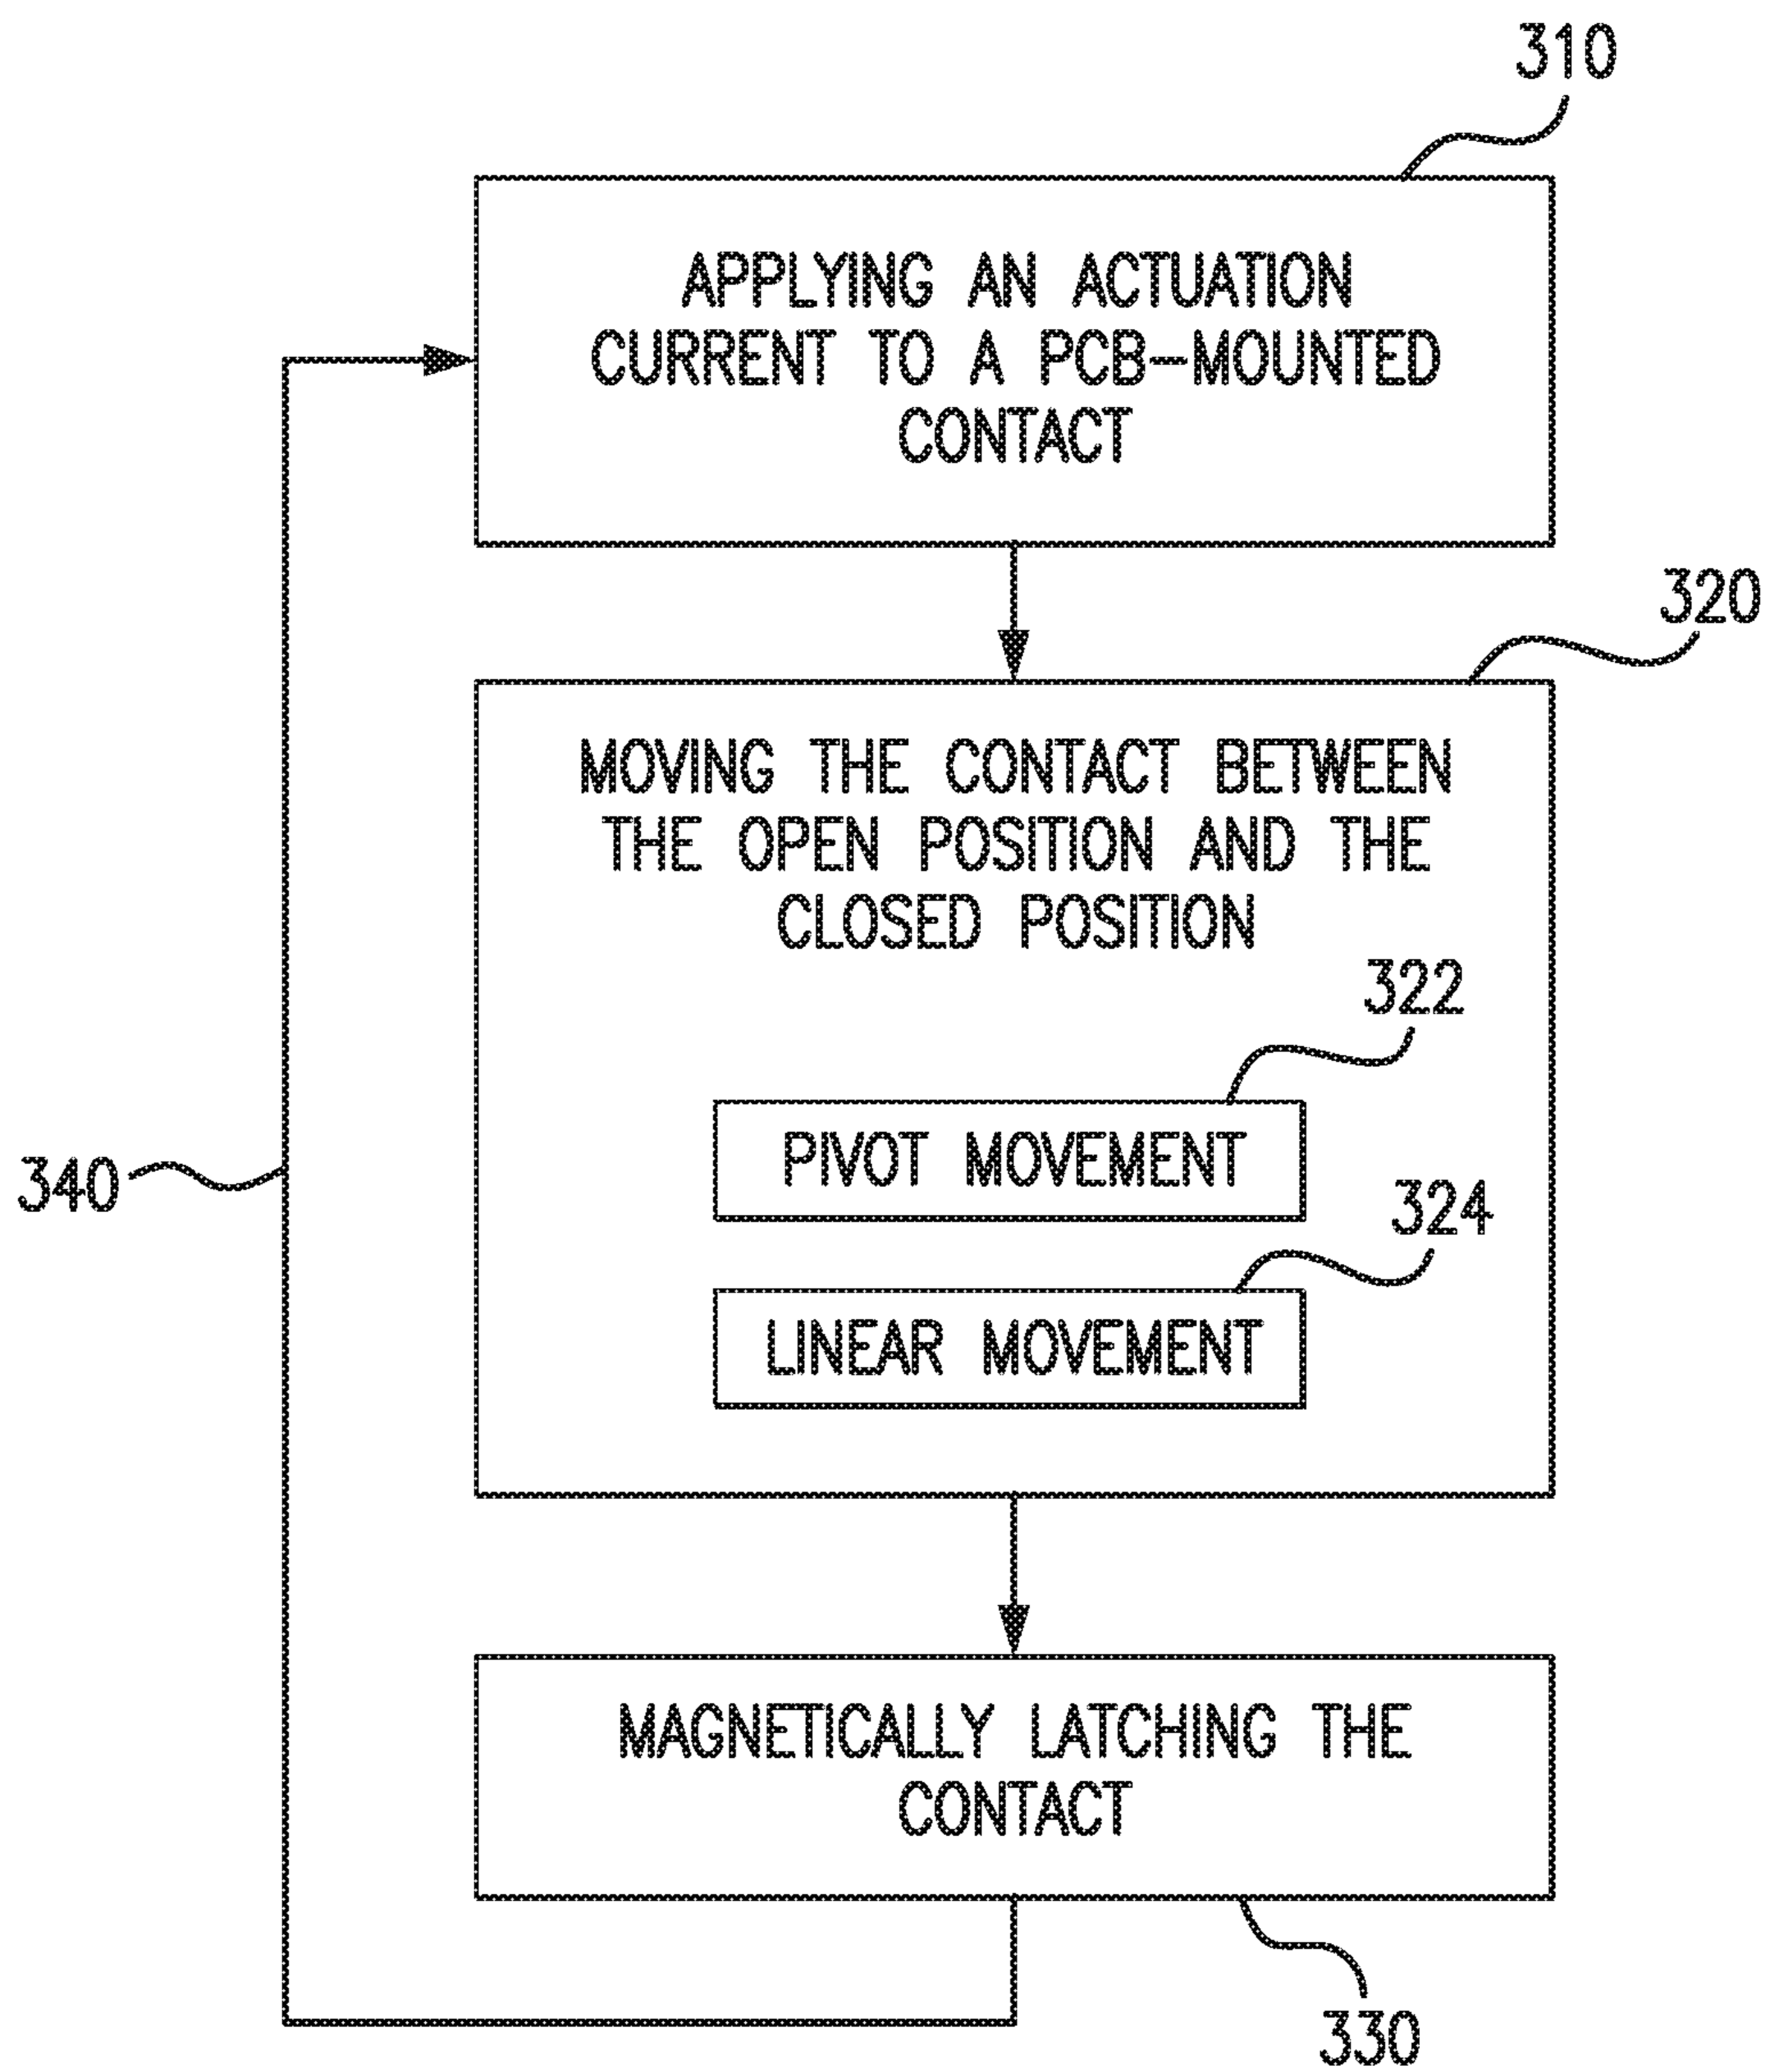 310
APPLYING AN ACTUATION
CURRENT TO A PCB-MOUNTED
CONTACT
320
MOVING THE CONTACT BETWEEN
THE OPEN POSITION AND THE
CLOSED POSITION
322
PIVOT MOVEMENT
340
324
LINEAR MOVEMENT
MAGNETICALLY LATCHING THE
CONTACT
330